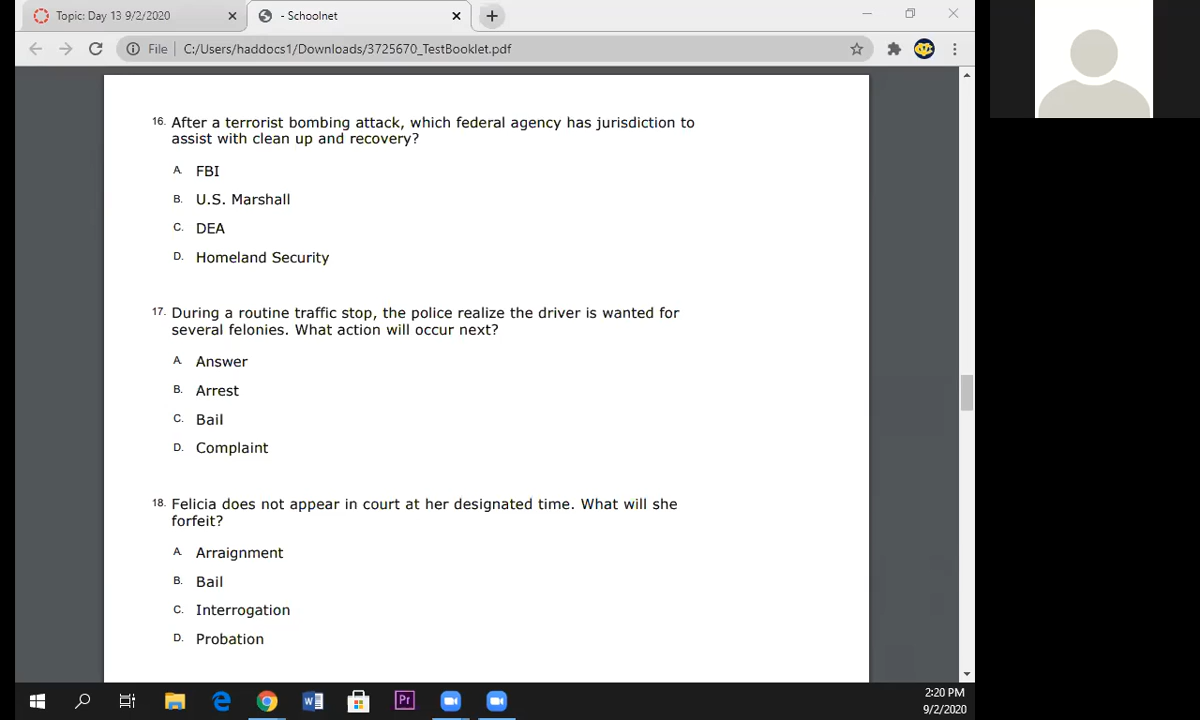 Topic: Day 13 9/2/2020
- Schoolnet
File
C:/Users/haddocs1/Downloads/3725670_TestBooklet.pdf
16. After a terrorist bombing attack, which federal agency has jurisdiction to
assist with clean up and recovery?
A. FBI
B. U.S. Marshall
C. DEA
D. Homeland Security
17. During a routine traffic stop, the police realize the driver is wanted for
several felonies. What action will occur next?
A. Answer
B. Arrest
C. Bail
D. Complaint
18. Felicia does not appear in court at her designated time. What will she
forfeit?
A. Arraignment
B. Bail
C. Interrogation
D. Probation
Pr
2:20 PM
9/2/2020